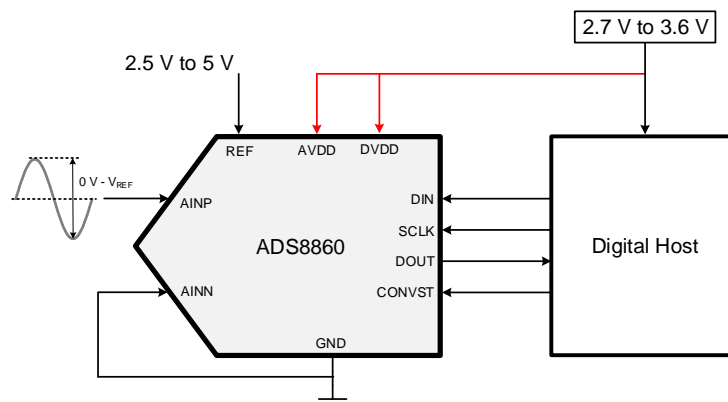 2.7 V to 3.6 V
2.5 V to 5 V
REF
AVDD
DVDD
0 V - VREF
AINP
DIN
SCLK
ADS8860
Digital Host
DOUT
AINN
CONVST
GND